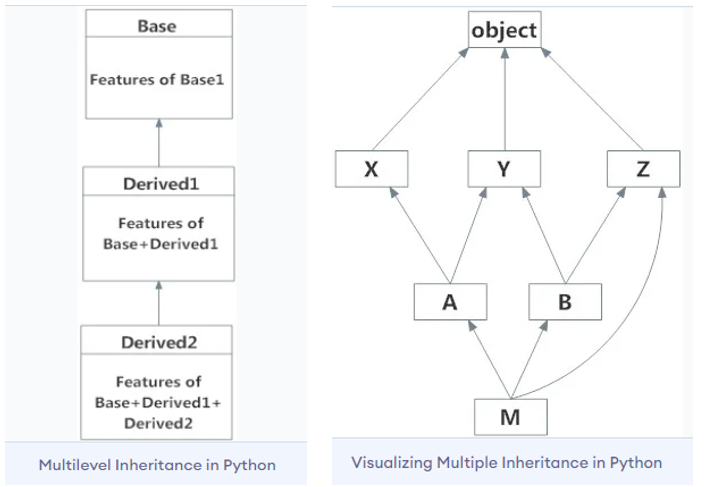 Base
Features of Base1
Derived1
Features of
Base+Derived1
Derived2
Features of
Base+Derived1+
Derived2
Multilevel Inheritance in Python
object
X
Y
Z
A
B
M
Visualizing Multiple Inheritance in Python